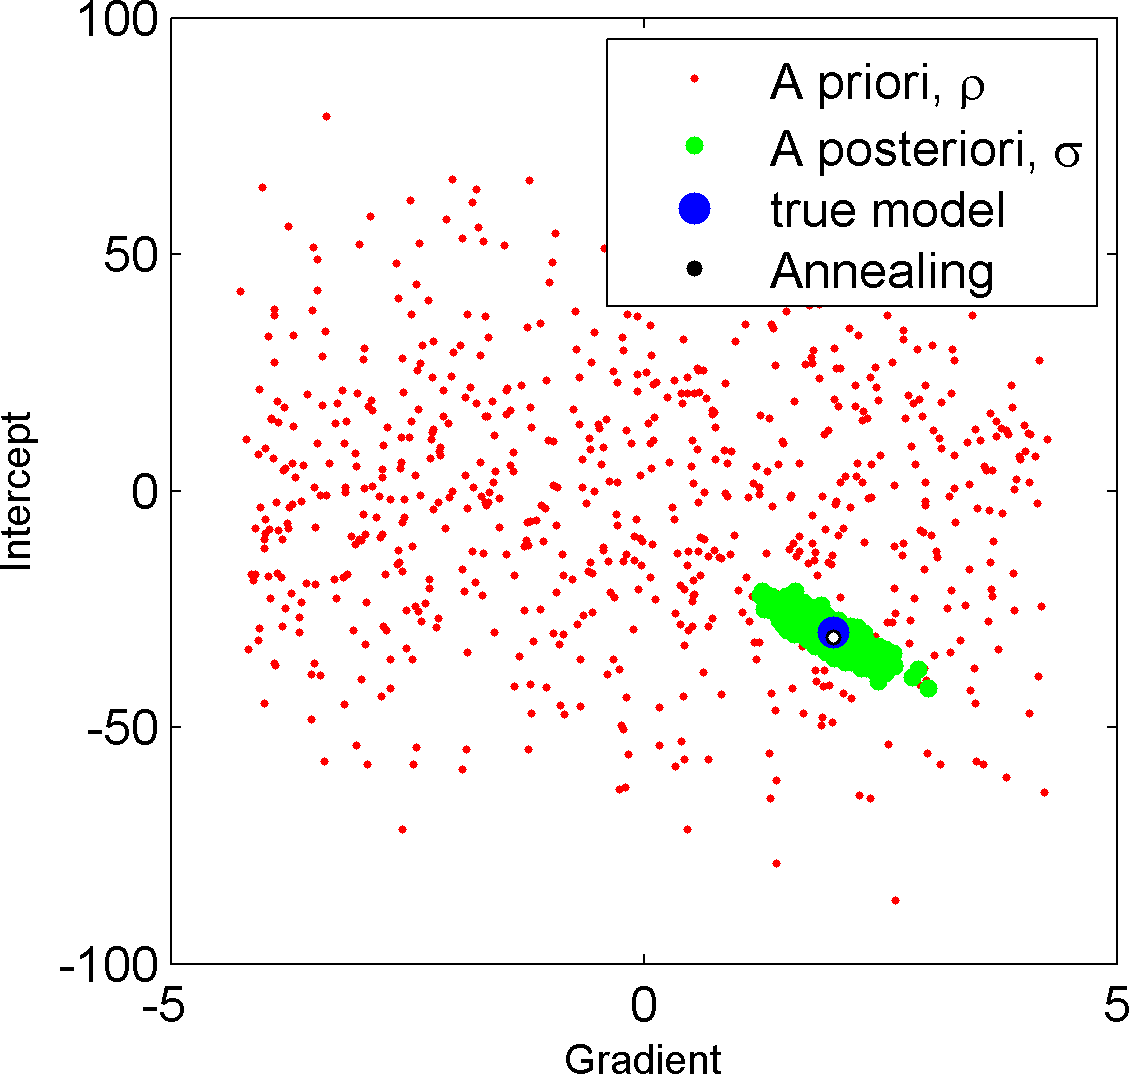 100
50
0
-50
-100
Intercept
A priori, ρ
A posteriori, σ
true model
Annealing
-5
0
5
Gradient